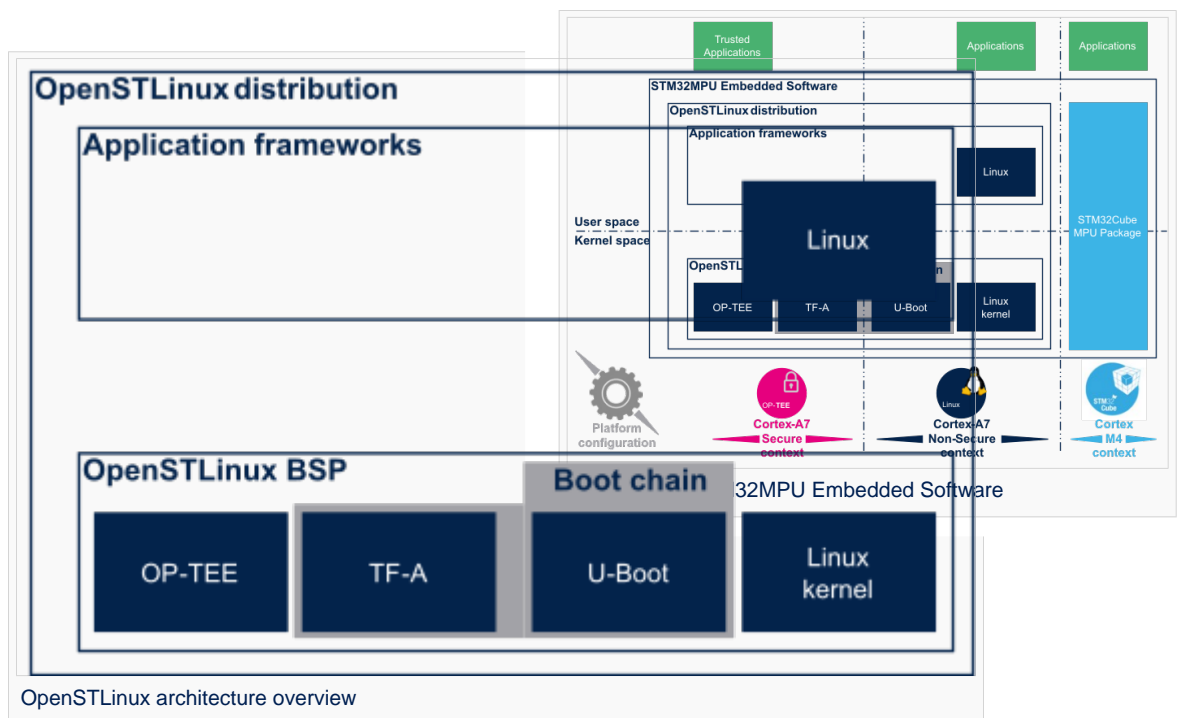 Trusted
Applications
Applications
Applications
STM32MPU Embedded Software
OpenSTLinux distribution
Application frameworks
Linux
STM32Cube
MPU Package
User space
Kernel space
OpenSTL
n
OP-TEE
TF-A
U-Boot
Linux
kernel
Platform
configuration
OP-TEE
Cortex-A7
Secure
context
Linux
Cortex-A7
Non-Secure
context
STM32
Cube
Cortex
M4
context
32MPU Embedded Software
OpenSTLinux distribution
Application frameworks
Linux
OpenSTLinux BSP
Boot chain
OP-TEE
TF-A
U-Boot
Linux
kernel
OpenSTLinux architecture overview